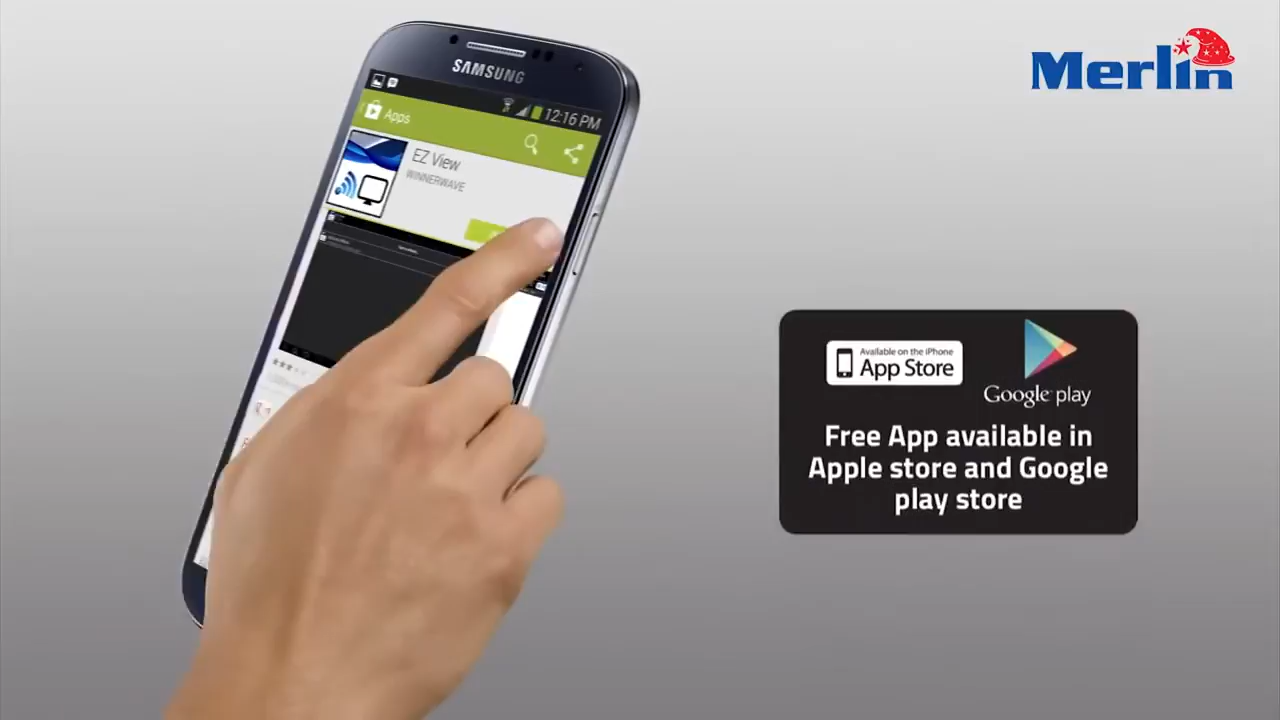 Merlin
SAMSUNG
12:16 PM
Apps
EZ View
WINNERWAVE
Available on the iPhone
App Store
Google play
Free App available in
Apple store and Google
play store